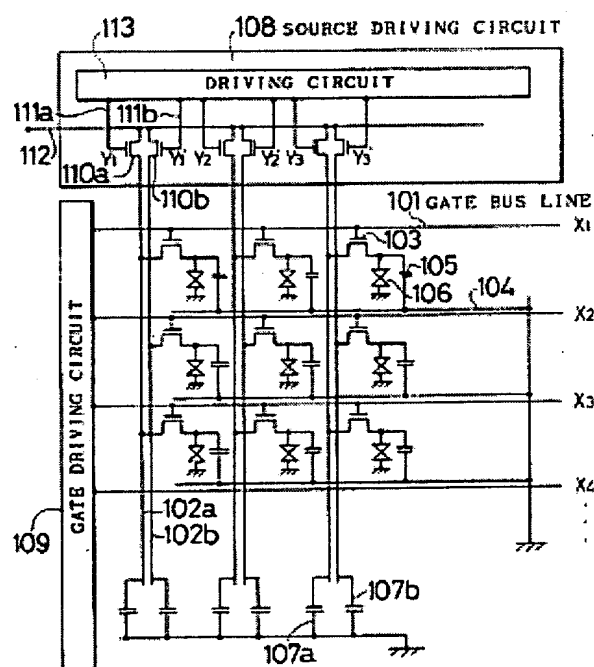 113
108 SOURCE DRIVING CIRCUIT
DRIVING CIRCUIT
111a
111b
112
Y1 Y1' Y2 Y2' Y3 Y3'
110a
110b
101 GATE BUS LINE
X1
103
105
106
104
X2
GATE DRIVING CIRCUIT
X3
102a
X4
102b
109
107b
107a